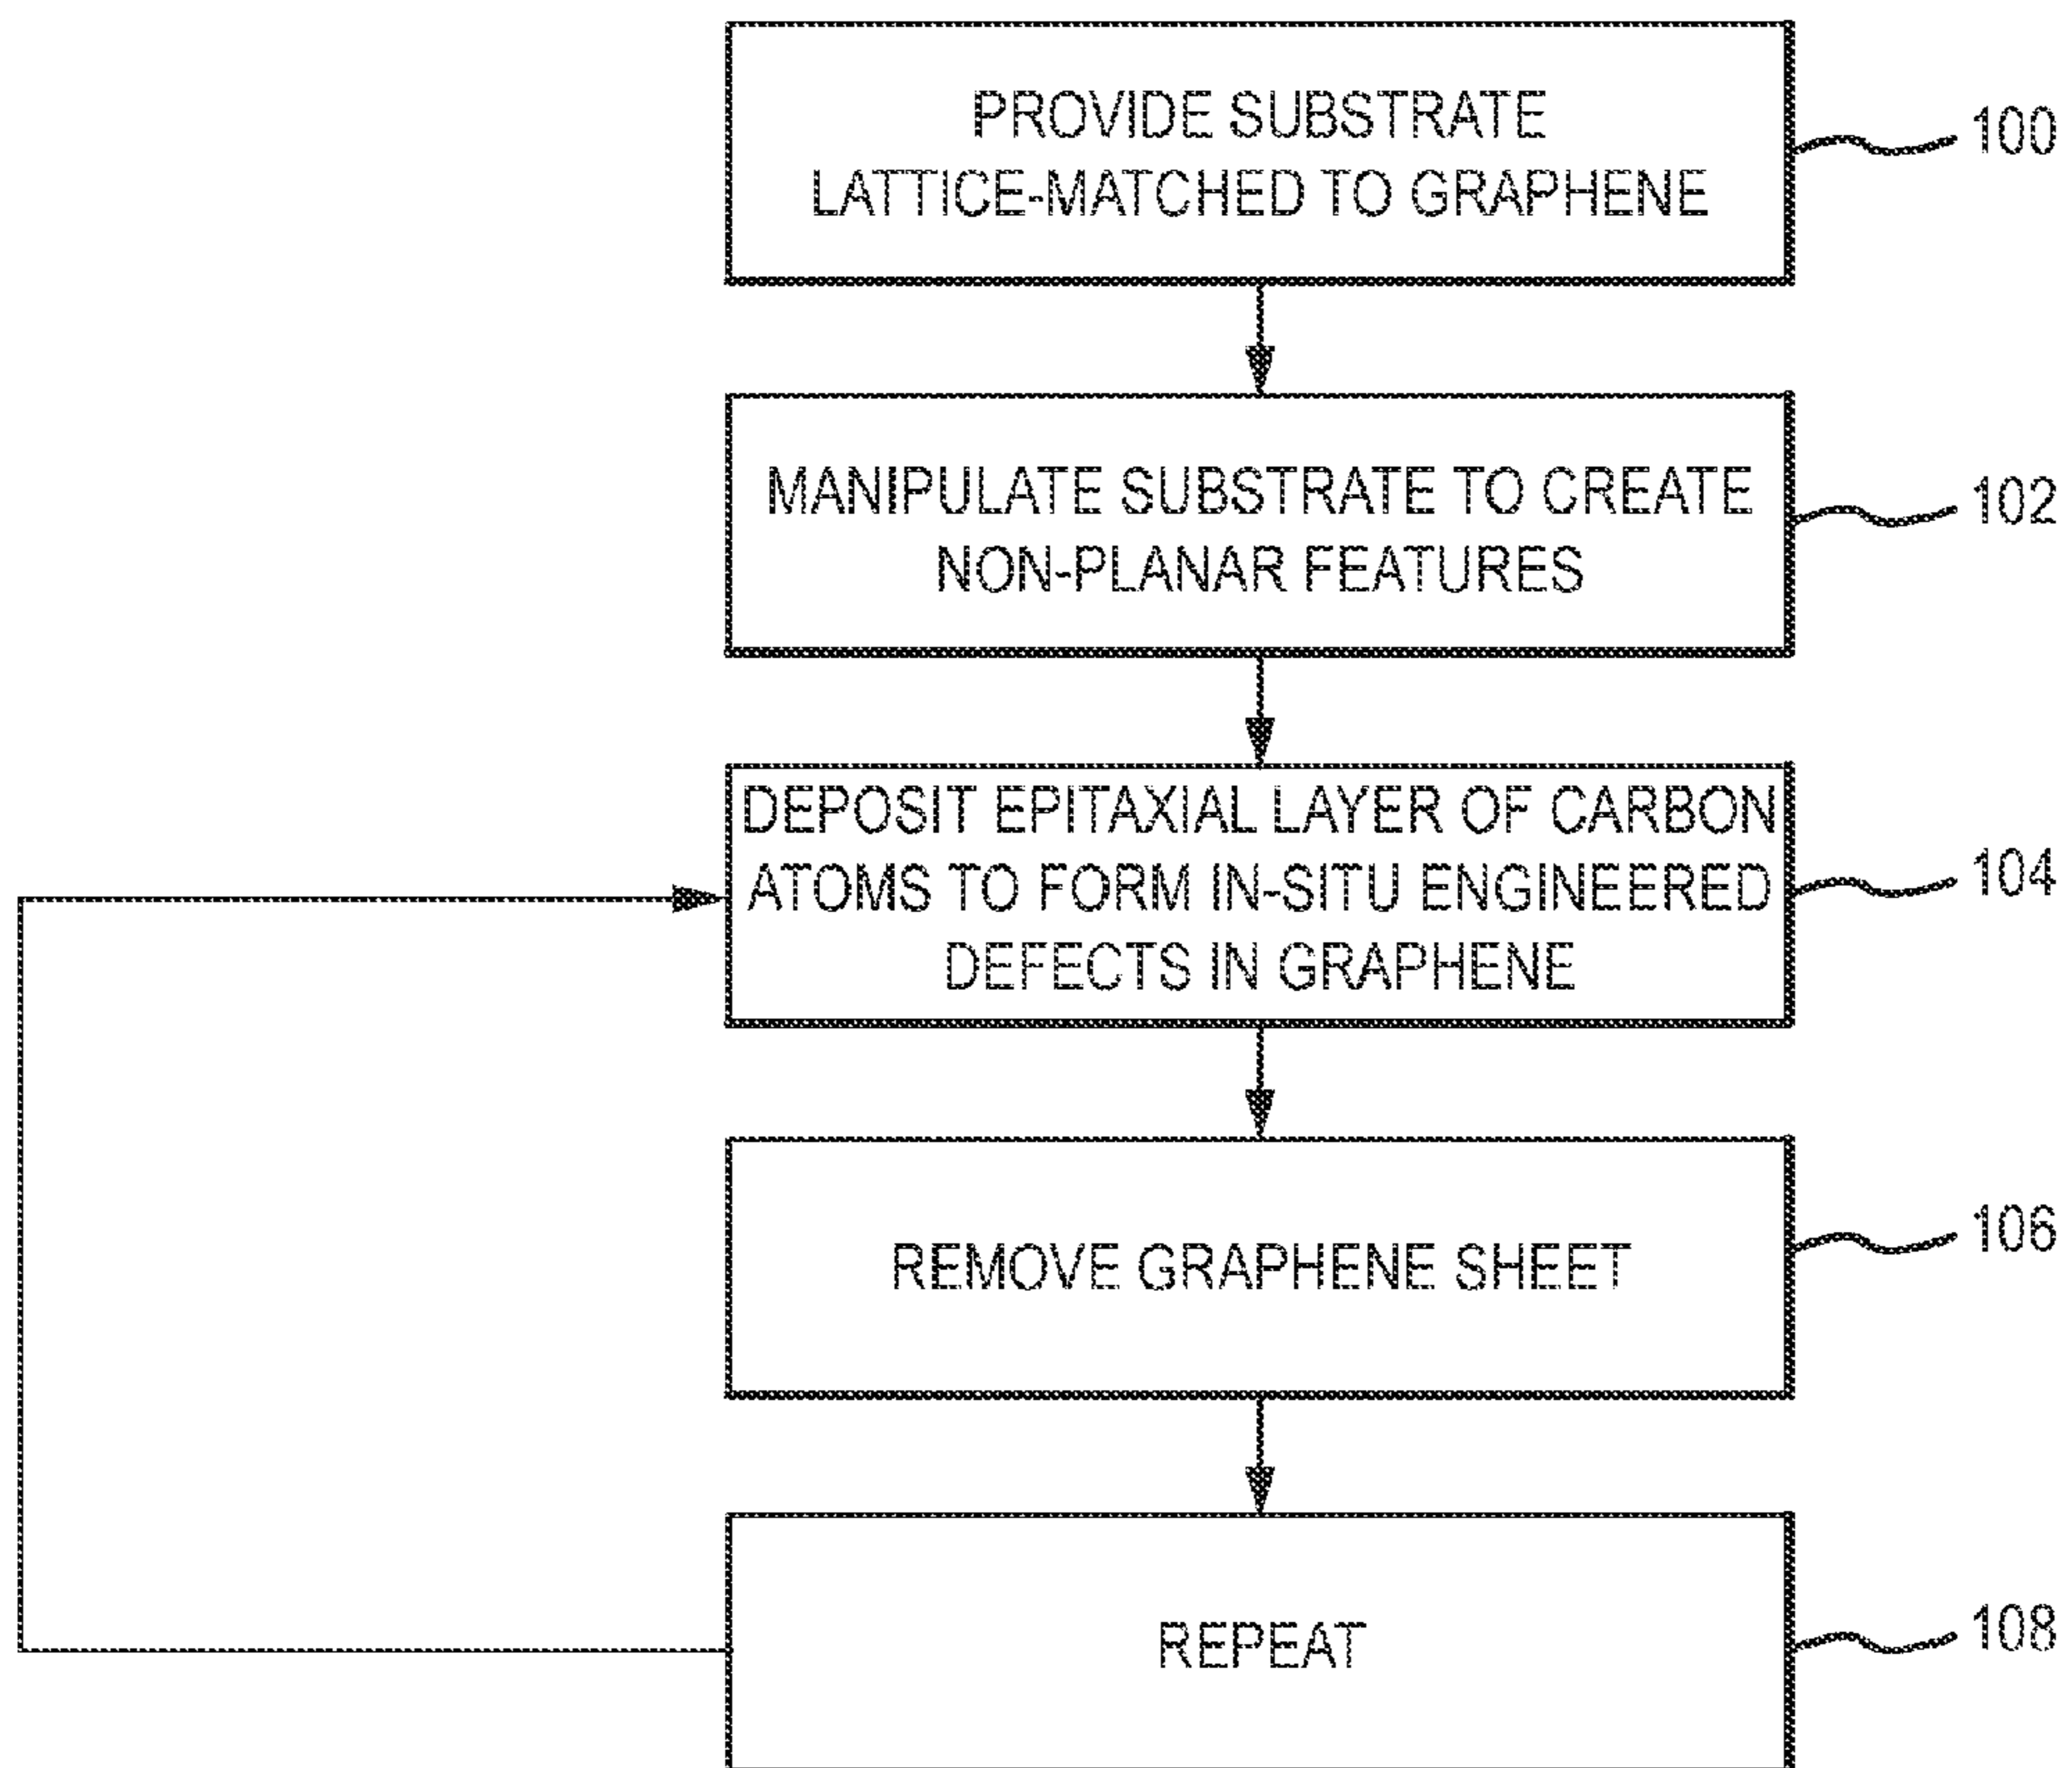 PROVIDE SUBSTRATE
LATTICE-MATCHED TO GRAPHENE
100
MANIPULATE SUBSTRATE TO CREATE
NON-PLANAR FEATURES
102
DEPOSIT EPITAXIAL LAYER OF CARBON
ATOMS TO FORM IN-SITU ENGINEERED
DEFECTS IN GRAPHENE
104
REMOVE GRAPHENE SHEET
106
REPEAT
108